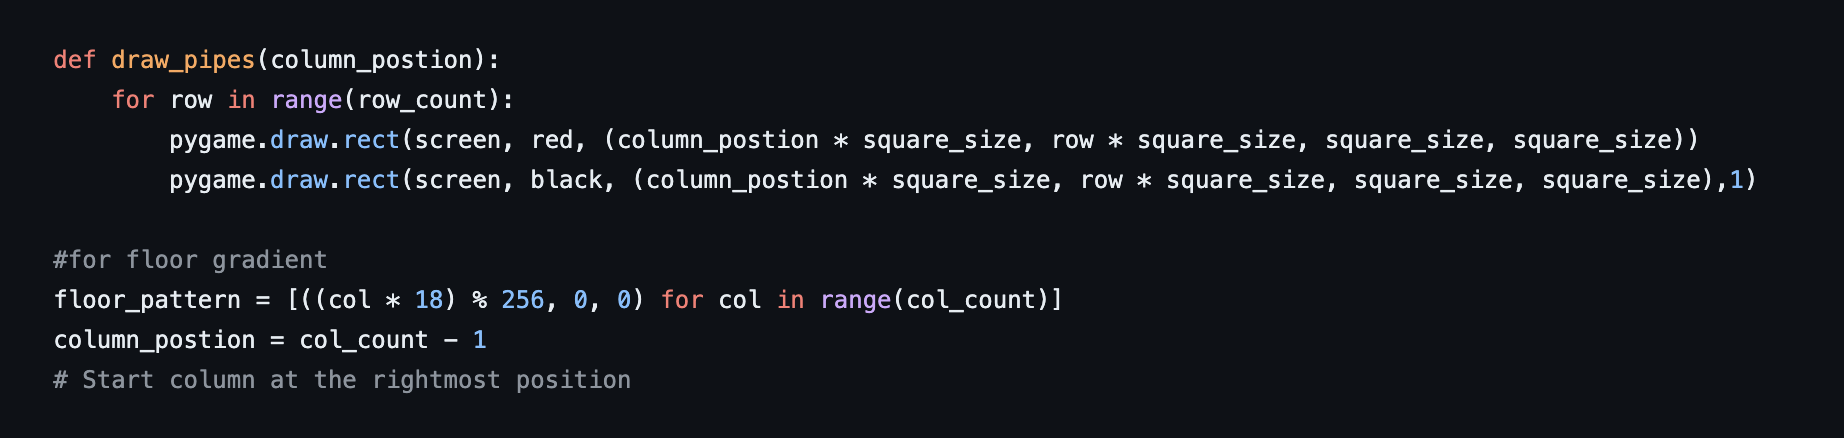 def draw_pipes(column_postion):
    for row in range(row_count):
        pygame.draw.rect(screen, red, (column_postion * square_size, row * square_size, square_size, square_size))
        pygame.draw.rect(screen, black, (column_postion * square_size, row * square_size, square_size, square_size),1)
#for floor gradient
floor_pattern = [((col * 18) % 256, 0, 0) for col in range(col_count)]
column_postion = col_count - 1
# Start column at the rightmost position